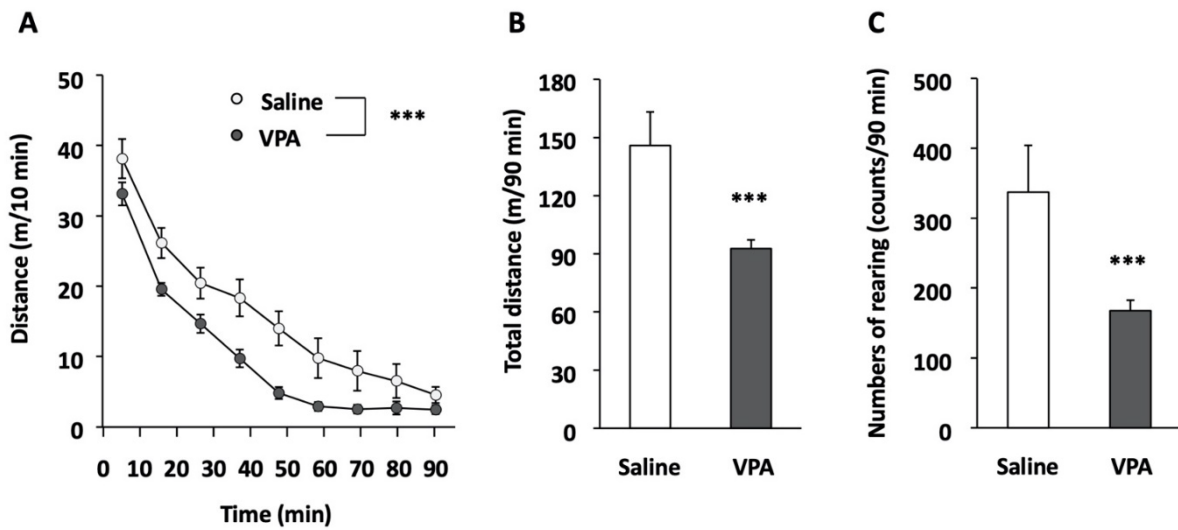 A
Distance (m/10 min)
50
40
30
20
10
0
Saline
VPA
***
0 10 20 30 40 50 60 70 80 90
Time (min)
B
Total distance (m/90 min)
180
150
120
90
60
30
0
***
Saline VPA
C
Numbers of rearing (counts/90 min)
500
400
300
200
100
0
***
Saline VPA